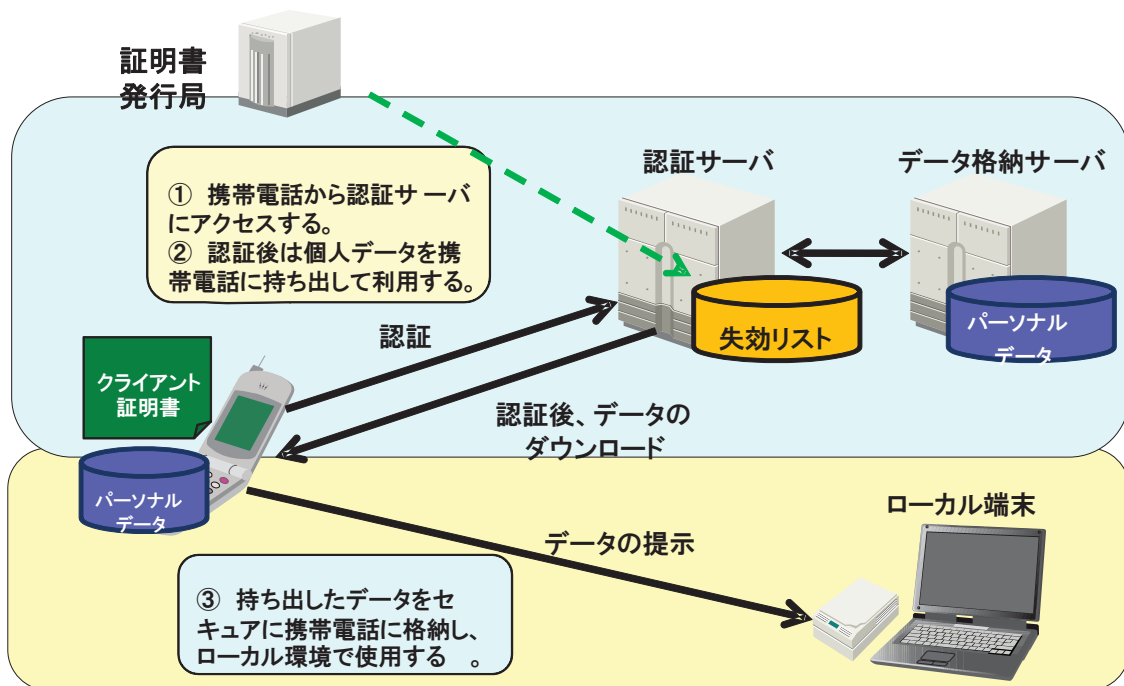 証明書
発行局
認証サーバ
データ格納サーバ
① 携帯電話から認証サーバ
にアクセスする。
② 認証後は個人データを携
帯電話に持ち出して利用する。
認証
失効リスト
パーソナル
データ
クライアント
証明書
認証後、データの
ダウンロード
パーソナル
データ
ローカル端末
データの提示
③ 持ち出したデータをセ
キュアに携帯電話に格納し、
ローカル環境で使用する 。